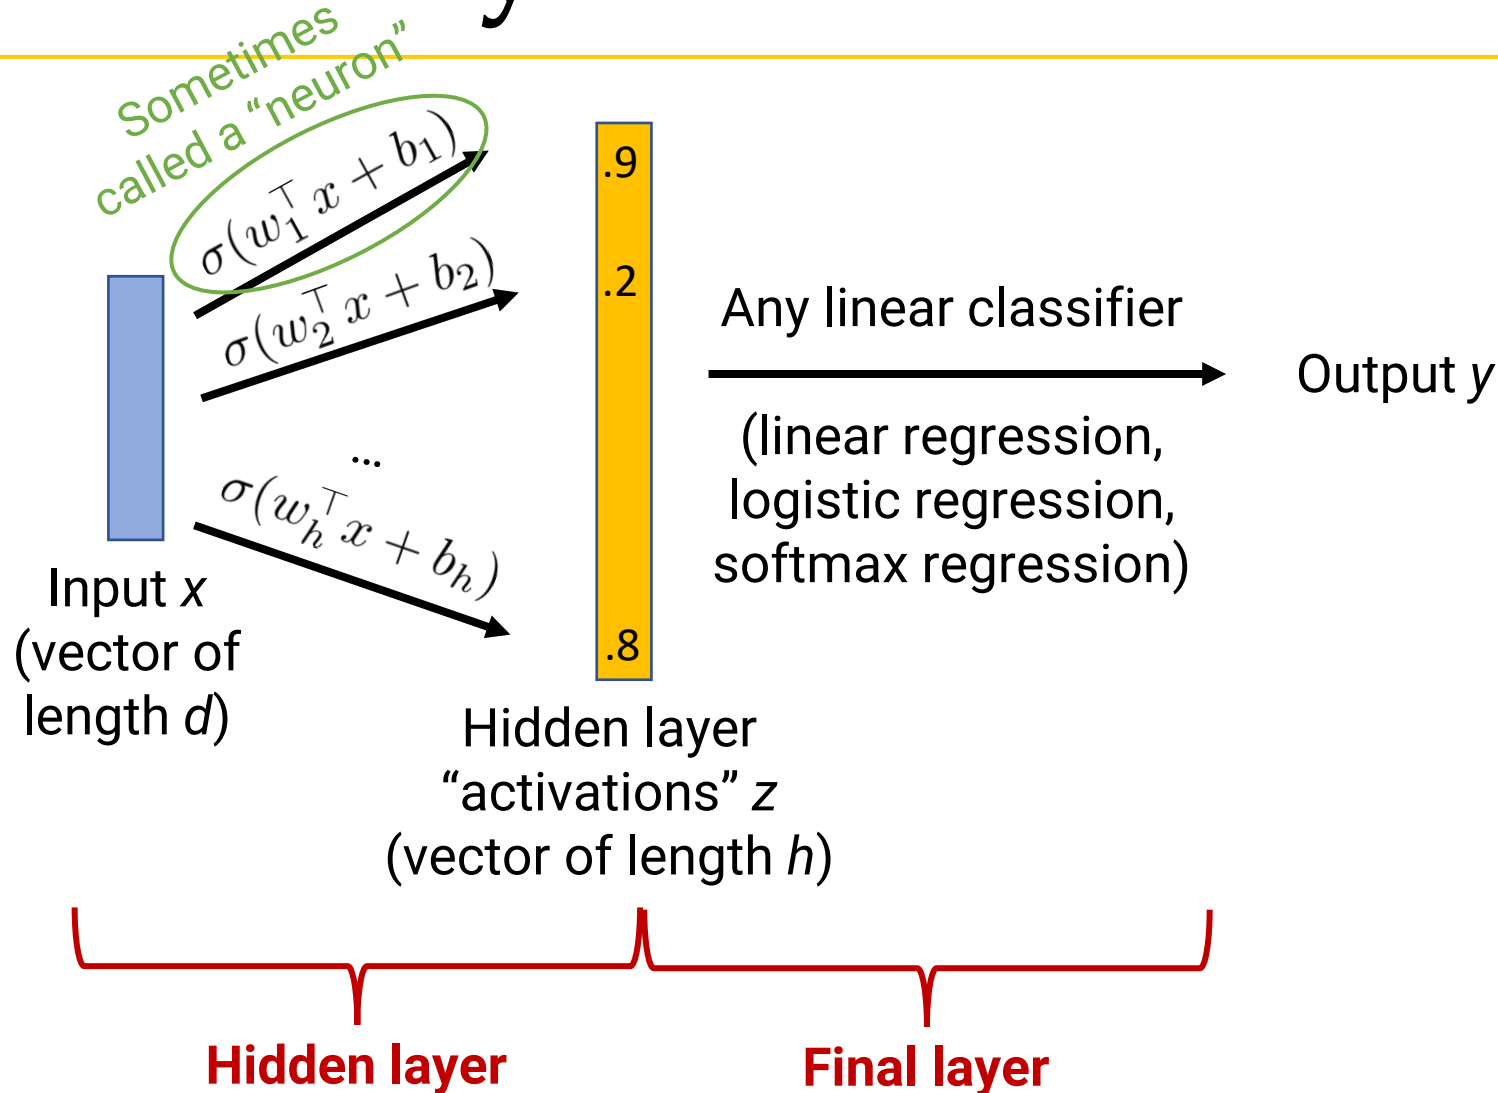 Sometimes
called a “neuron”
σ(w₁⊤ x + b₁)
σ(w₂⊤ x + b₂)
...
σ(wₕ⊤ x + bₕ)
.9
.2
.8
Any linear classifier
(linear regression,
logistic regression,
softmax regression)
Output y
Input x
(vector of
length d)
Hidden layer
“activations” z
(vector of length h)
Hidden layer
Final layer